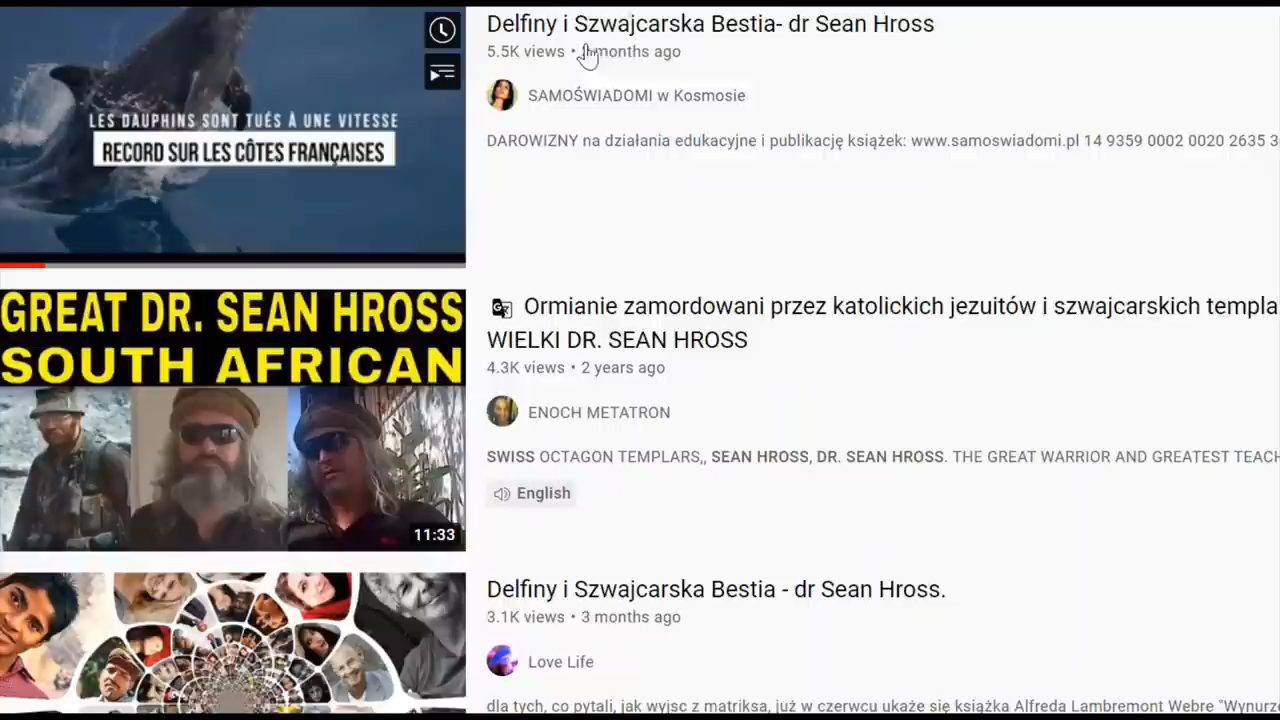 LES DAUPHINS SONT TUÉS À UNE VITESSE
RECORD SUR LES CÔTES FRANÇAISES
Delfiny i Szwajcarska Bestia- dr Sean Hross
5.5K views • months ago
SAMOŚWIADOMI w Kosmosie
DAROWIZNY na działania edukacyjne i publikację książek: www.samoswiadomi.pl 14 9359 0002 0020 2635 3
GREAT DR. SEAN HROSS
SOUTH AFRICAN
11:33
Ormianie zamordowani przez katolickich jezuitów i szwajcarskich templa
WIELKI DR. SEAN HROSS
4.3K views • 2 years ago
ENOCH METATRON
SWISS OCTAGON TEMPLARS,, SEAN HROSS, DR. SEAN HROSS. THE GREAT WARRIOR AND GREATEST TEACH
English
Delfiny i Szwajcarska Bestia - dr Sean Hross.
3.1K views • 3 months ago
Love Life
dla tych, co pytali, jak wyjsc z matriksa, już w czerwcu ukaże się książka Alfreda Lambremont Webre "Wynurz